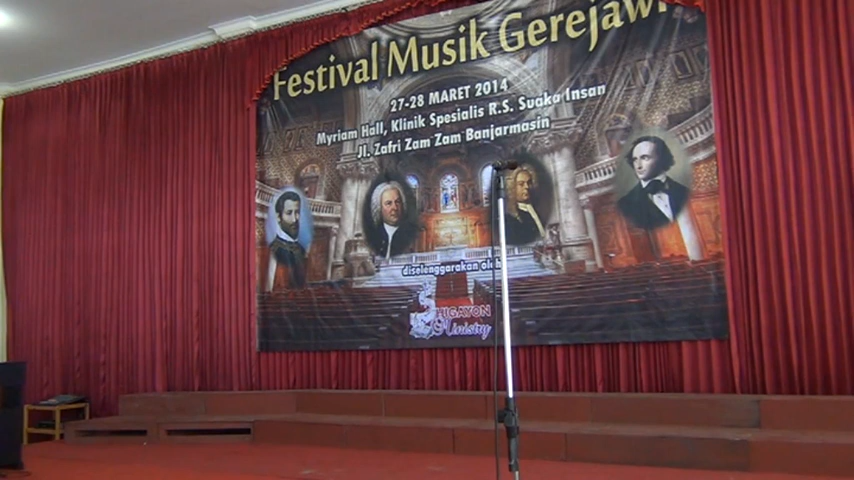 Festival Musik Gerejawi
27-28 MARET 2014
Myriam Hall, Klinik Spesialis R.S. Suaka Insan
Jl. Zafri Zam Zam Banjarmasin
diselenggarakan oleh
SHIGAYON
Ministry